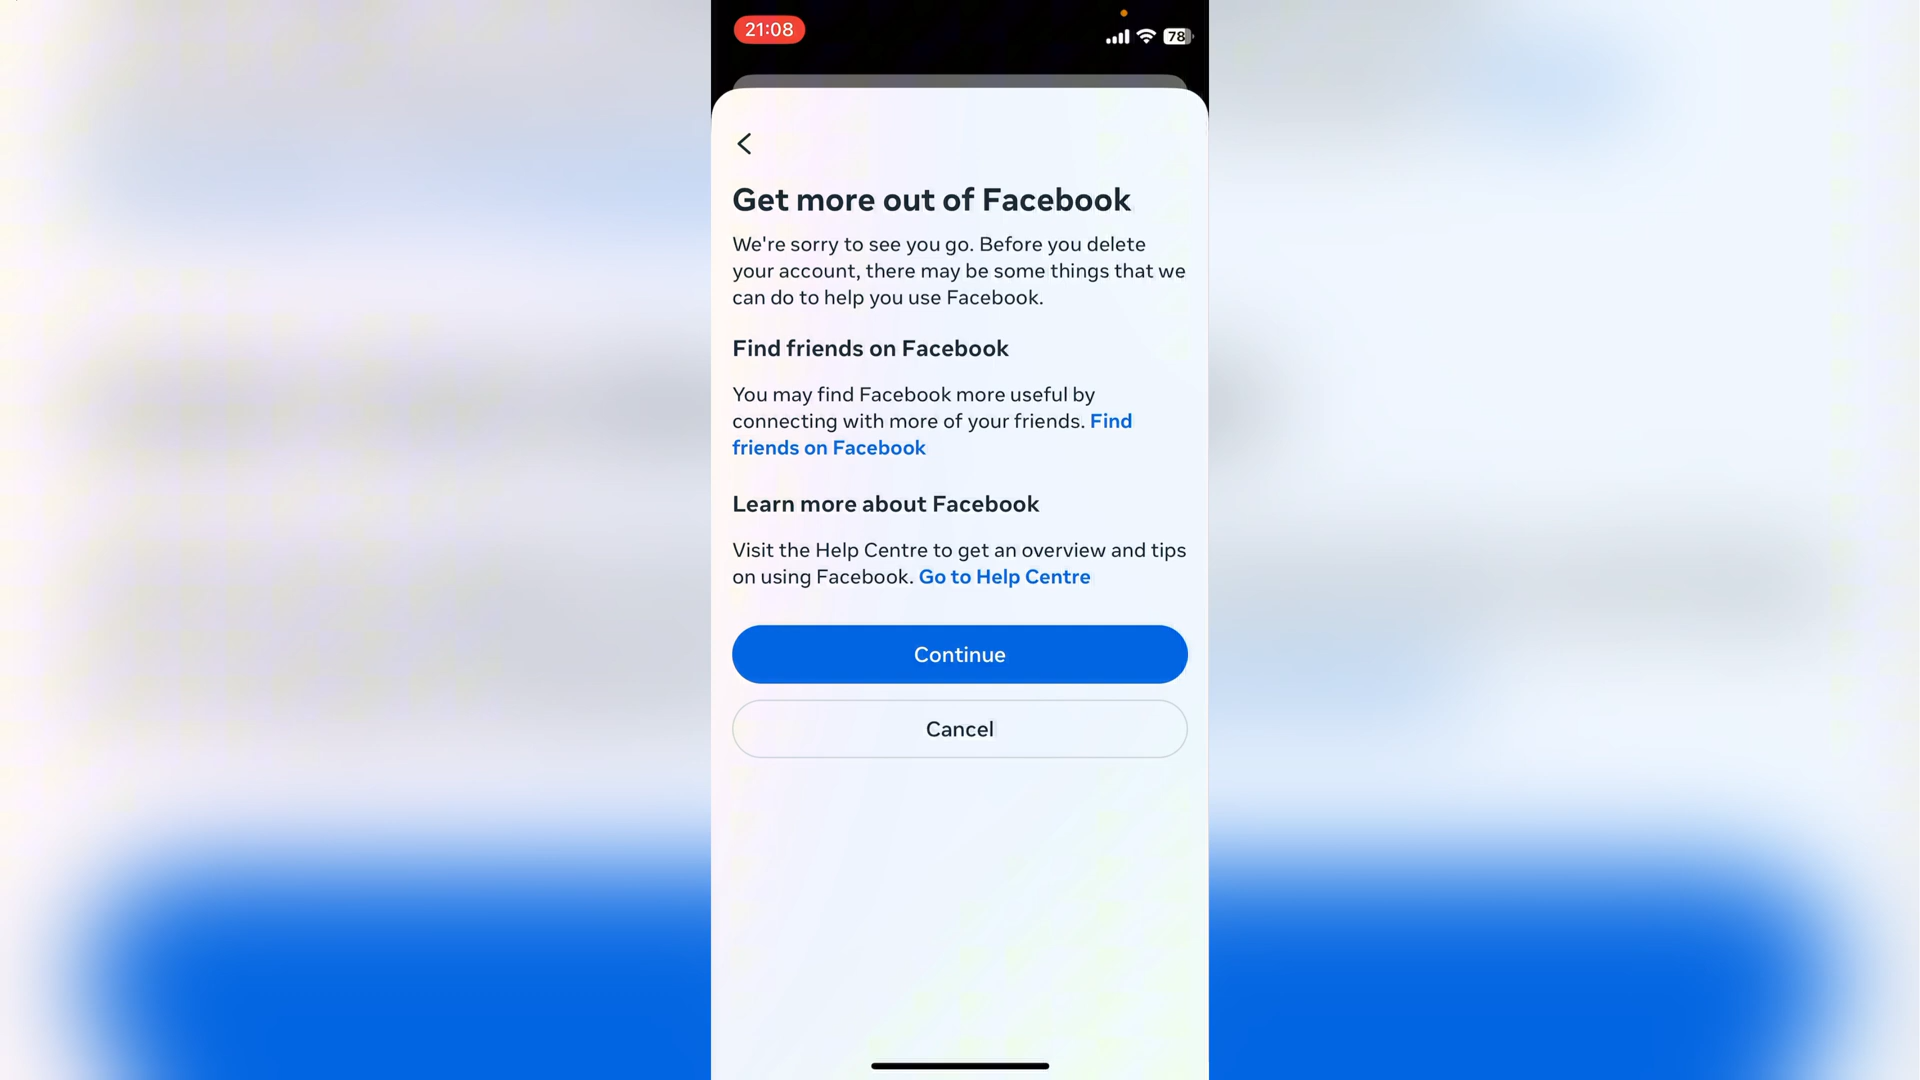 21:08
78
Get more out of Facebook
We're sorry to see you go. Before you delete
your account, there may be some things that we
can do to help you use Facebook.
Find friends on Facebook
You may find Facebook more useful by
connecting with more of your friends. Find
friends on Facebook
Learn more about Facebook
Visit the Help Centre to get an overview and tips
on using Facebook. Go to Help Centre
Continue
Cancel